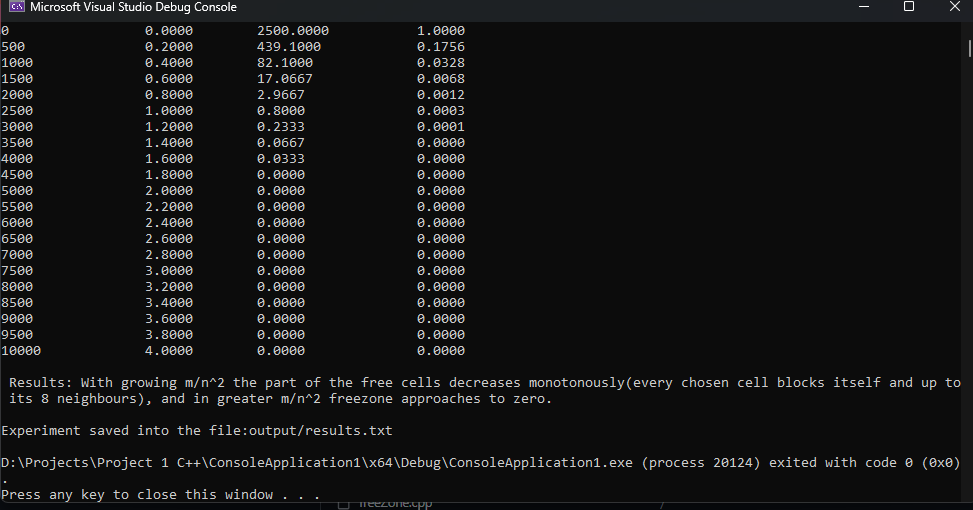 Microsoft Visual Studio Debug Console
0 0.0000 2500.0000 1.0000
500 0.2000 439.1000 0.1756
1000 0.4000 82.1000 0.0328
1500 0.6000 17.0667 0.0068
2000 0.8000 2.9667 0.0012
2500 1.0000 0.8000 0.0003
3000 1.2000 0.2333 0.0001
3500 1.4000 0.0667 0.0000
4000 1.6000 0.0333 0.0000
4500 1.8000 0.0000 0.0000
5000 2.0000 0.0000 0.0000
5500 2.2000 0.0000 0.0000
6000 2.4000 0.0000 0.0000
6500 2.6000 0.0000 0.0000
7000 2.8000 0.0000 0.0000
7500 3.0000 0.0000 0.0000
8000 3.2000 0.0000 0.0000
8500 3.4000 0.0000 0.0000
9000 3.6000 0.0000 0.0000
9500 3.8000 0.0000 0.0000
10000 4.0000 0.0000 0.0000
Results: With growing m/n^2 the part of the free cells decreases monotonously(every chosen cell blocks itself and up to
its 8 neighbours), and in greater m/n^2 freezone approaches to zero.
Experiment saved into the file:output/results.txt
D:\Projects\Project 1 C++\ConsoleApplication1\x64\Debug\ConsoleApplication1.exe (process 20124) exited with code 0 (0x0)
.
Press any key to close this window . . .
freezone.cpp